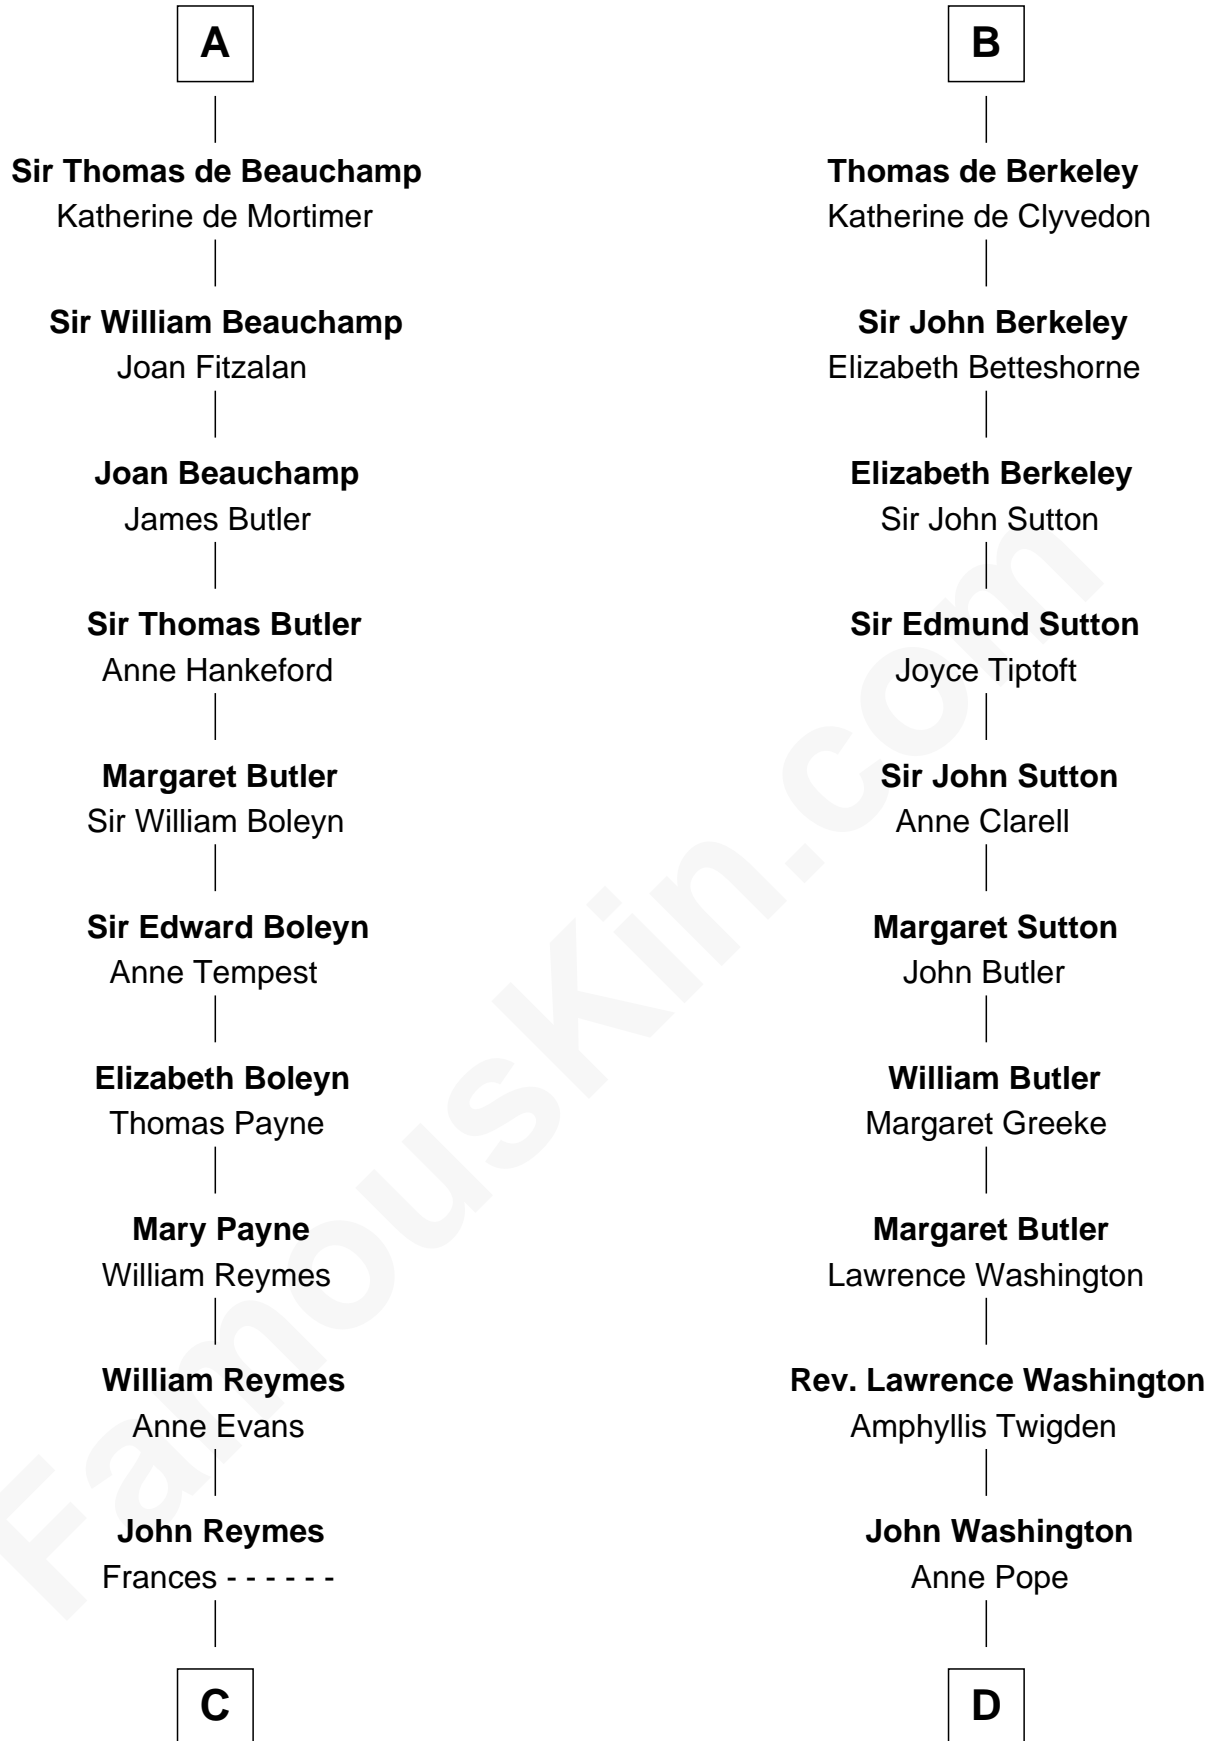 A
Sir Thomas de Beauchamp
Katherine de Mortimer
Sir William Beauchamp
Joan Fitzalan
Joan Beauchamp
James Butler
Sir Thomas Butler
Anne Hankeford
Margaret Butler
Sir William Boleyn
Sir Edward Boleyn
Anne Tempest
Elizabeth Boleyn
Thomas Payne
Mary Payne
William Reymes
William Reymes
Anne Evans
John Reymes
Frances - - - - - -
C
B
Thomas de Berkeley
Katherine de Clyvedon
Sir John Berkeley
Elizabeth Betteshorne
Elizabeth Berkeley
Sir John Sutton
Sir Edmund Sutton
Joyce Tiptoft
Sir John Sutton
Anne Clarell
Margaret Sutton
John Butler
William Butler
Margaret Greeke
Margaret Butler
Lawrence Washington
Rev. Lawrence Washington
Amphyllis Twigden
John Washington
Anne Pope
D
FamousKin.com